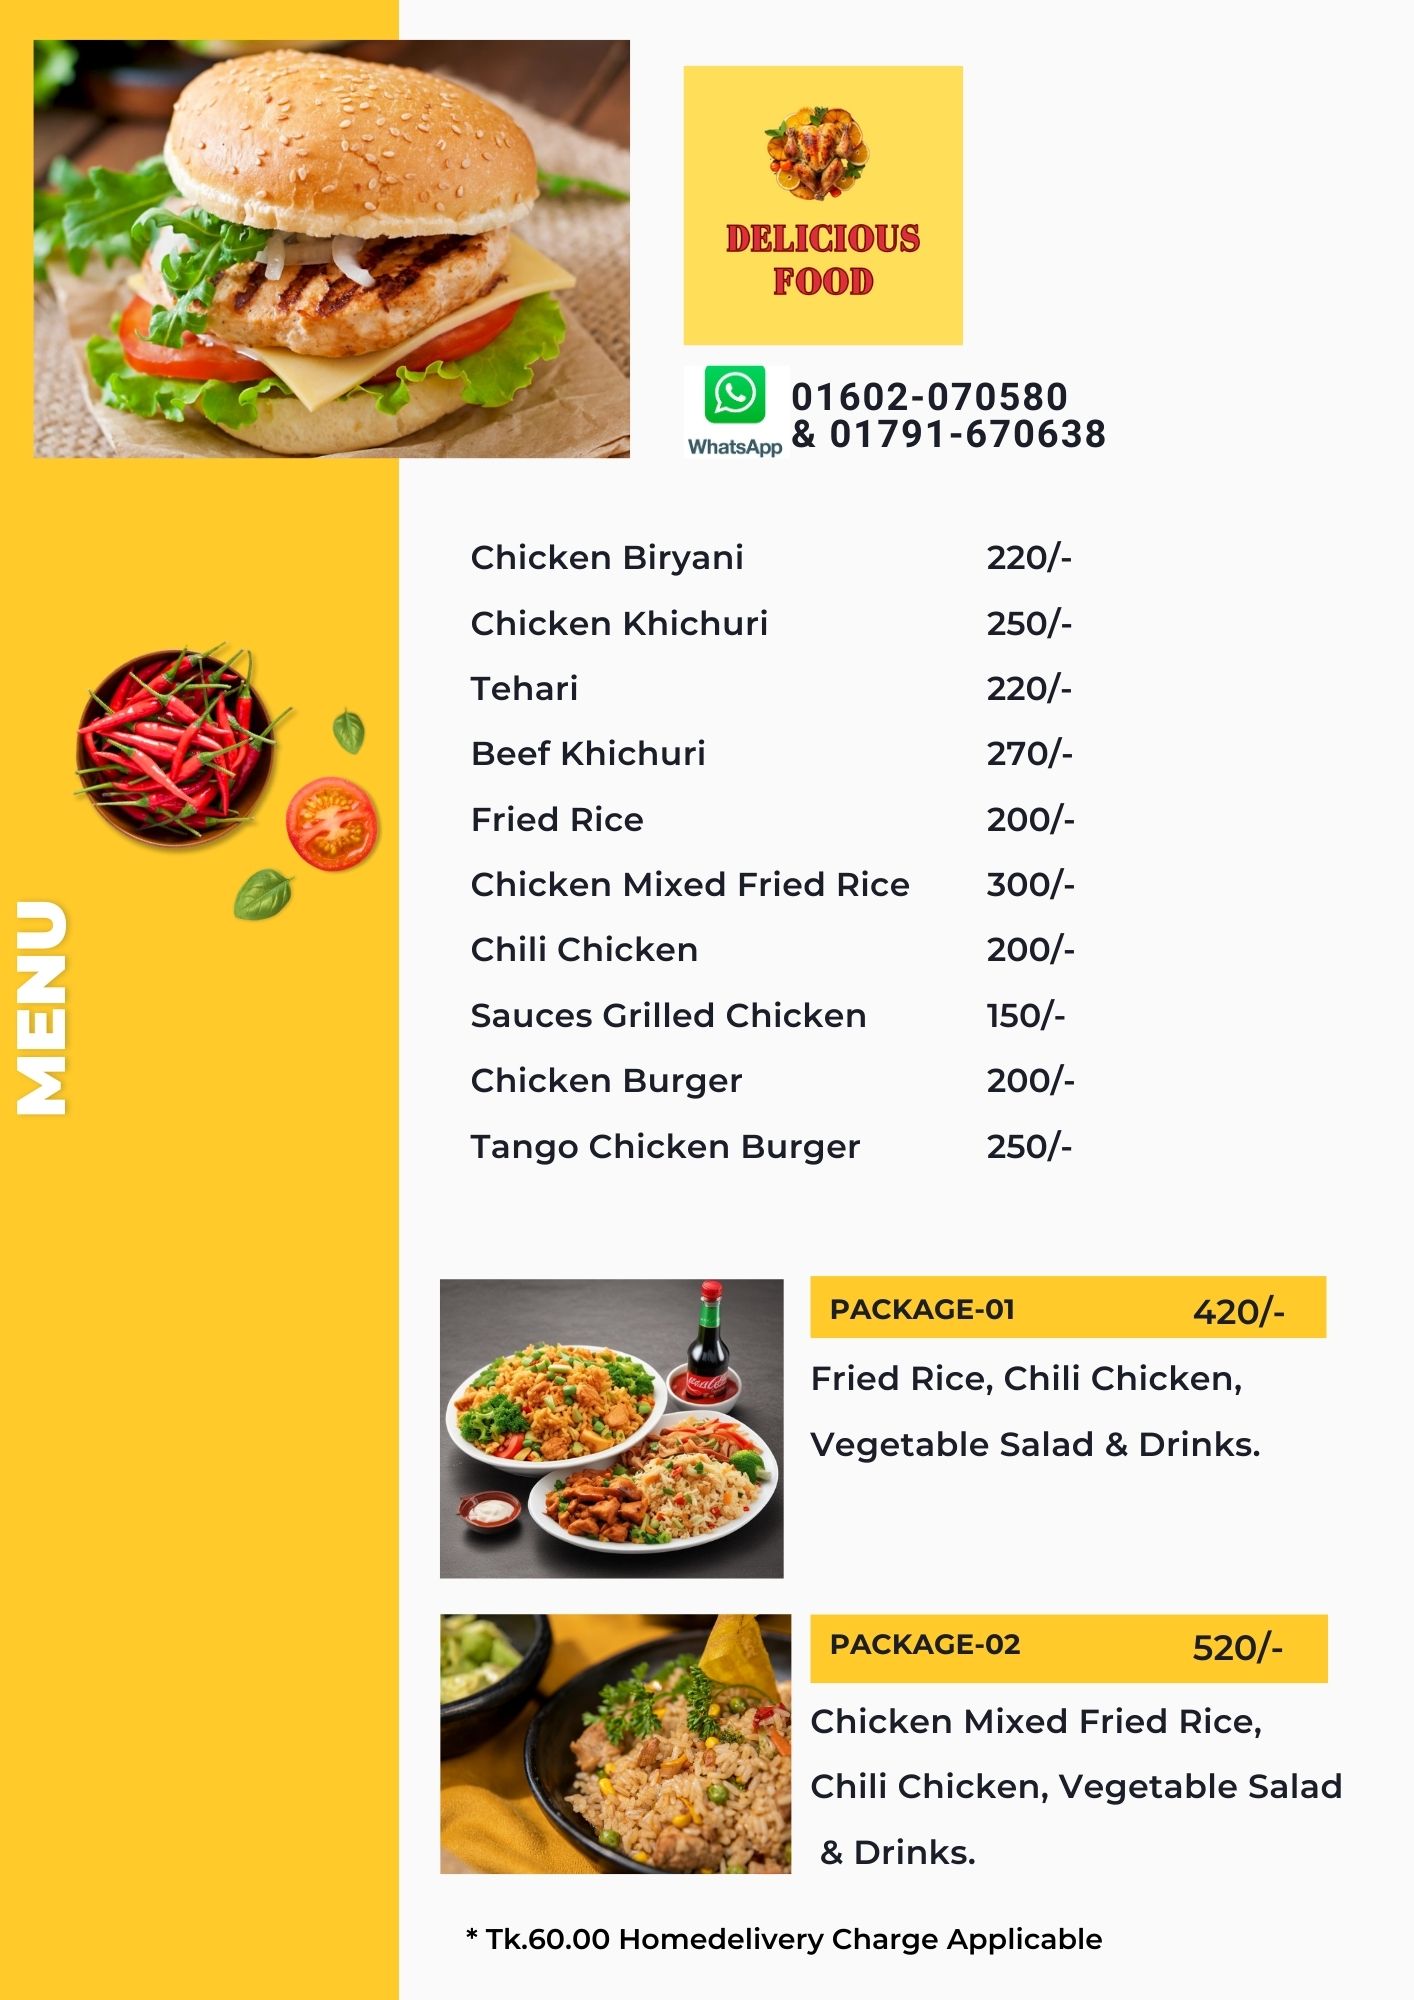 DELICIOUS
FOOD
WhatsApp
01602-070580
& 01791-670638
MENU
Chicken Biryani 220/-
Chicken Khichuri 250/-
Tehari 220/-
Beef Khichuri 270/-
Fried Rice 200/-
Chicken Mixed Fried Rice 300/-
Chili Chicken 200/-
Sauces Grilled Chicken 150/-
Chicken Burger 200/-
Tango Chicken Burger 250/-
PACKAGE-01 420/-
Fried Rice, Chili Chicken,
Vegetable Salad & Drinks.
PACKAGE-02 520/-
Chicken Mixed Fried Rice,
Chili Chicken, Vegetable Salad
& Drinks.
* Tk.60.00 Homedelivery Charge Applicable